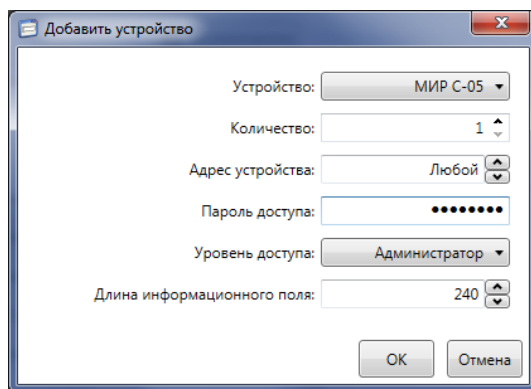 Добавить устройство
Устройство: МИР С-05
Количество: 1
Адрес устройства: Любой
Пароль доступа: ••••••••
Уровень доступа: Администратор
Длина информационного поля: 240
ОК Отмена